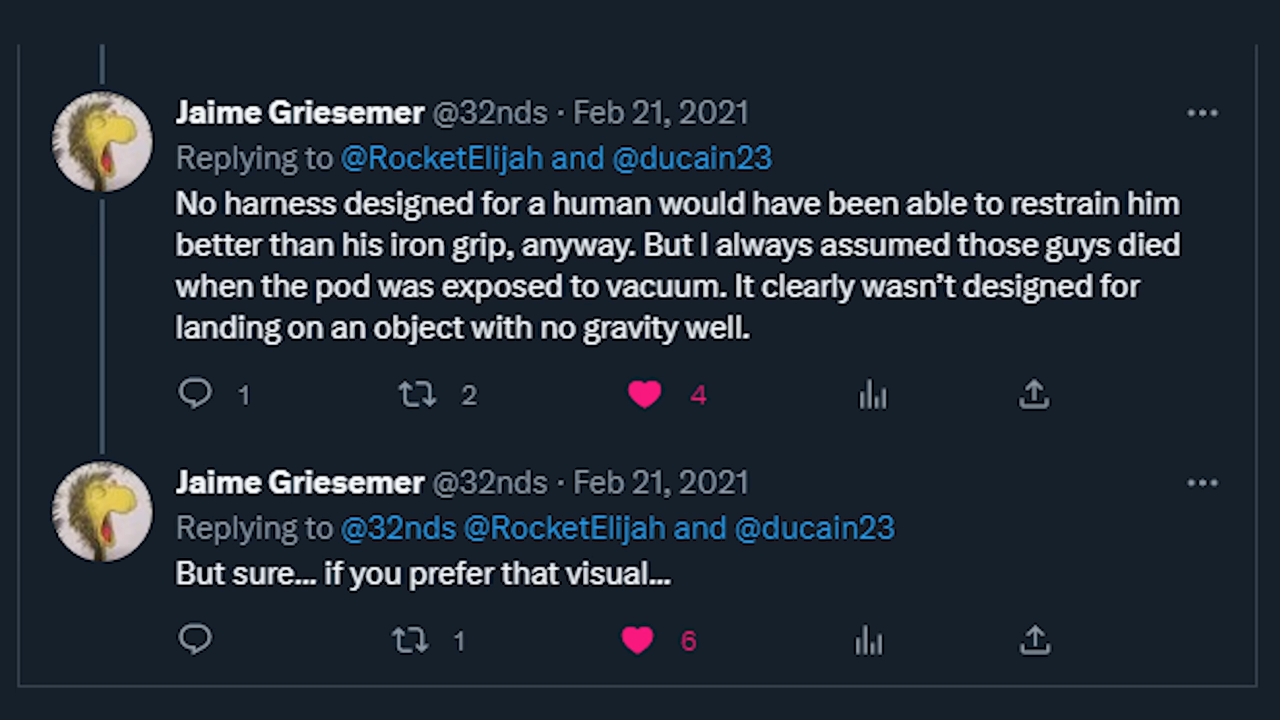 Jaime Griesemer @32nds · Feb 21, 2021
Replying to @RocketElijah and @ducain23
No harness designed for a human would have been able to restrain him
better than his iron grip, anyway. But I always assumed those guys died
when the pod was exposed to vacuum. It clearly wasn’t designed for
landing on an object with no gravity well.
1 2 4
Jaime Griesemer @32nds · Feb 21, 2021
Replying to @32nds @RocketElijah and @ducain23
But sure... if you prefer that visual...
1 6